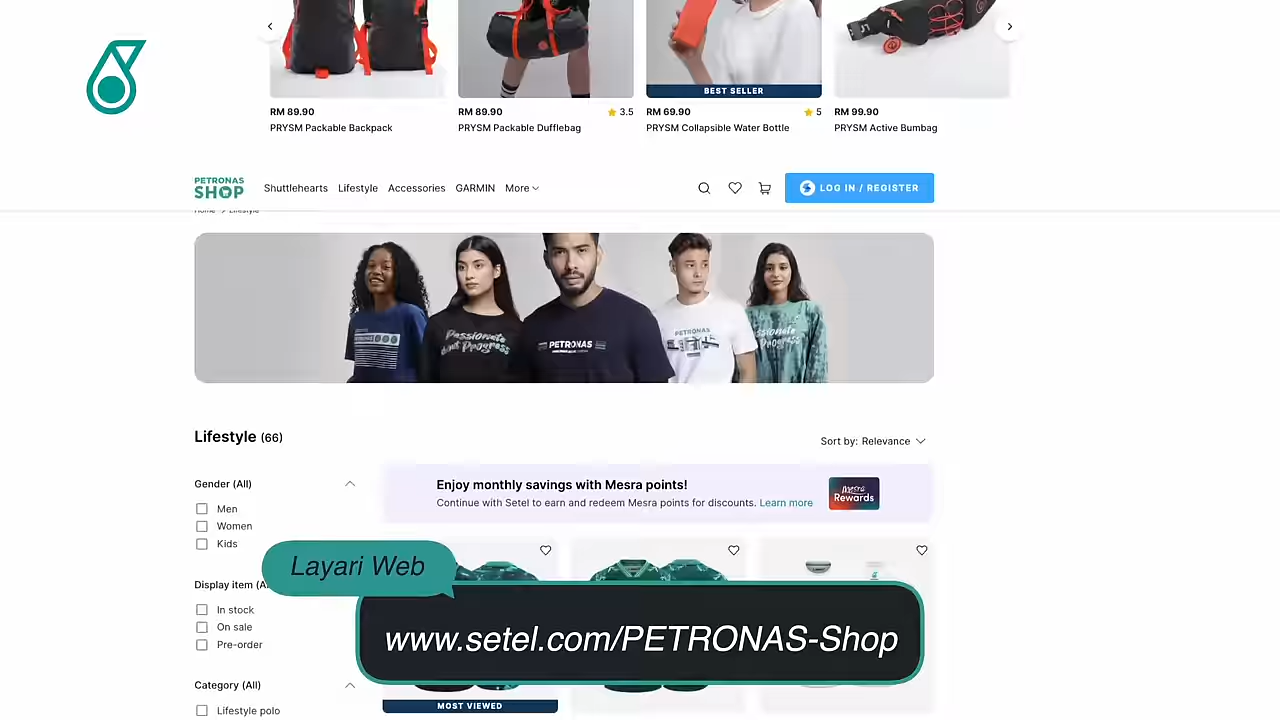 BEST SELLER
RM 89.90
RM 89.90
3.5
RM 69.90
5
RM 99.90
PRYSM Packable Backpack
PRYSM Packable Dufflebag
PRYSM Collapsible Water Bottle
PRYSM Active Bumbag
PETRONAS
SHOP
Shuttlehearts
Lifestyle
Accessories
GARMIN
More
LOG IN / REGISTER
Passionate
about Progress
PETRONAS
PETRONAS
Passionate
Progress
Lifestyle (66)
Sort by: Relevance
Gender (All)
Men
Women
Kids
Enjoy monthly savings with Mesra points!
Continue with Setel to earn and redeem Mesra points for discounts. Learn more
Mesra
Rewards
Layari Web
www.setel.com/PETRONAS-Shop
Display item
In stock
On sale
Pre-order
Category (All)
Lifestyle polo
MOST VIEWED